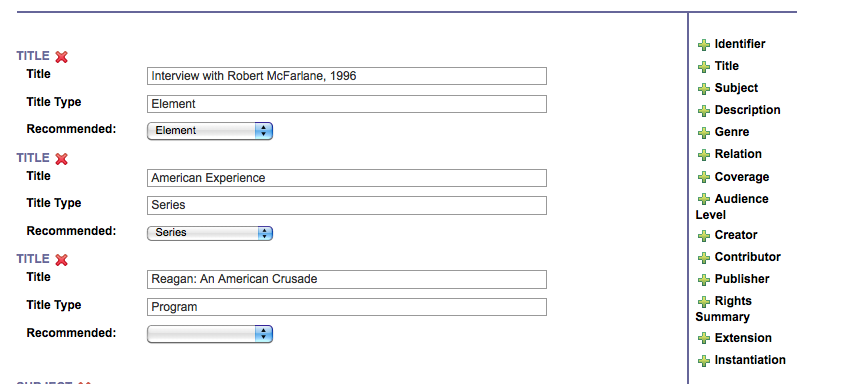 TITLE
Title Interview with Robert McFarlane, 1996
Title Type Element
Recommended: Element
TITLE
Title American Experience
Title Type Series
Recommended: Series
TITLE
Title Reagan: An American Crusade
Title Type Program
Recommended:
SUBJECT
Identifier
Title
Subject
Description
Genre
Relation
Coverage
Audience
Level
Creator
Contributor
Publisher
Rights
Summary
Extension
Instantiation